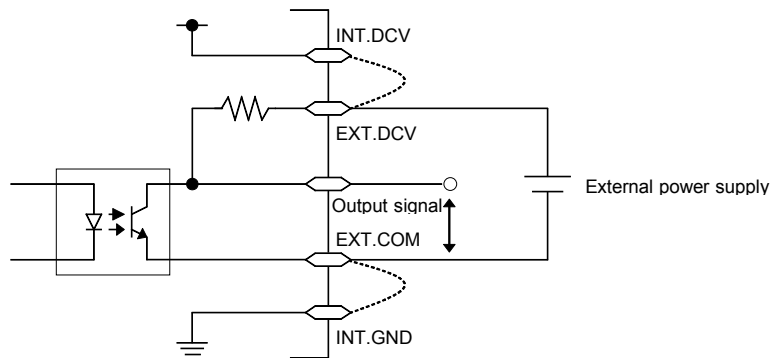 INT.DCV
EXT.DCV
External power supply
Output signal
EXT.COM
INT.GND